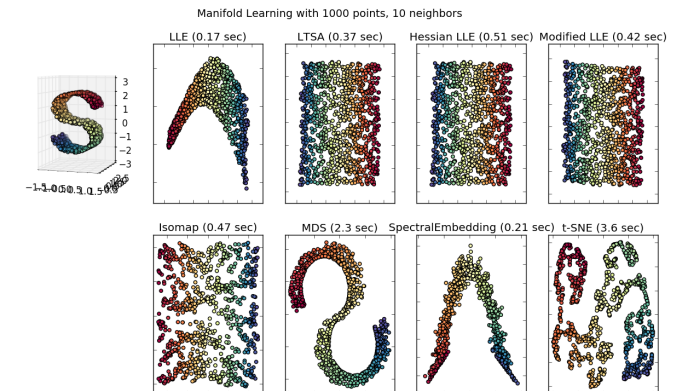 Manifold Learning with 1000 points, 10 neighbors
LLE (0.17 sec)
LTSA (0.37 sec)
Hessian LLE (0.51 sec)
Modified LLE (0.42 sec)
3
2
1
0
−1
−2
−3
Isomap (0.47 sec)
MDS (2.3 sec)
SpectralEmbedding (0.21 sec)
t-SNE (3.6 sec)